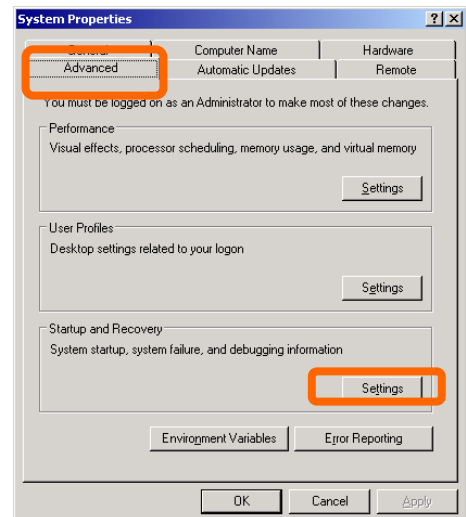 System Properties
General Computer Name Hardware
Advanced Automatic Updates Remote
You must be logged on as an Administrator to make most of these changes.
Performance
Visual effects, processor scheduling, memory usage, and virtual memory
Settings
User Profiles
Desktop settings related to your logon
Settings
Startup and Recovery
System startup, system failure, and debugging information
Settings
Environment Variables Error Reporting
OK Cancel Apply